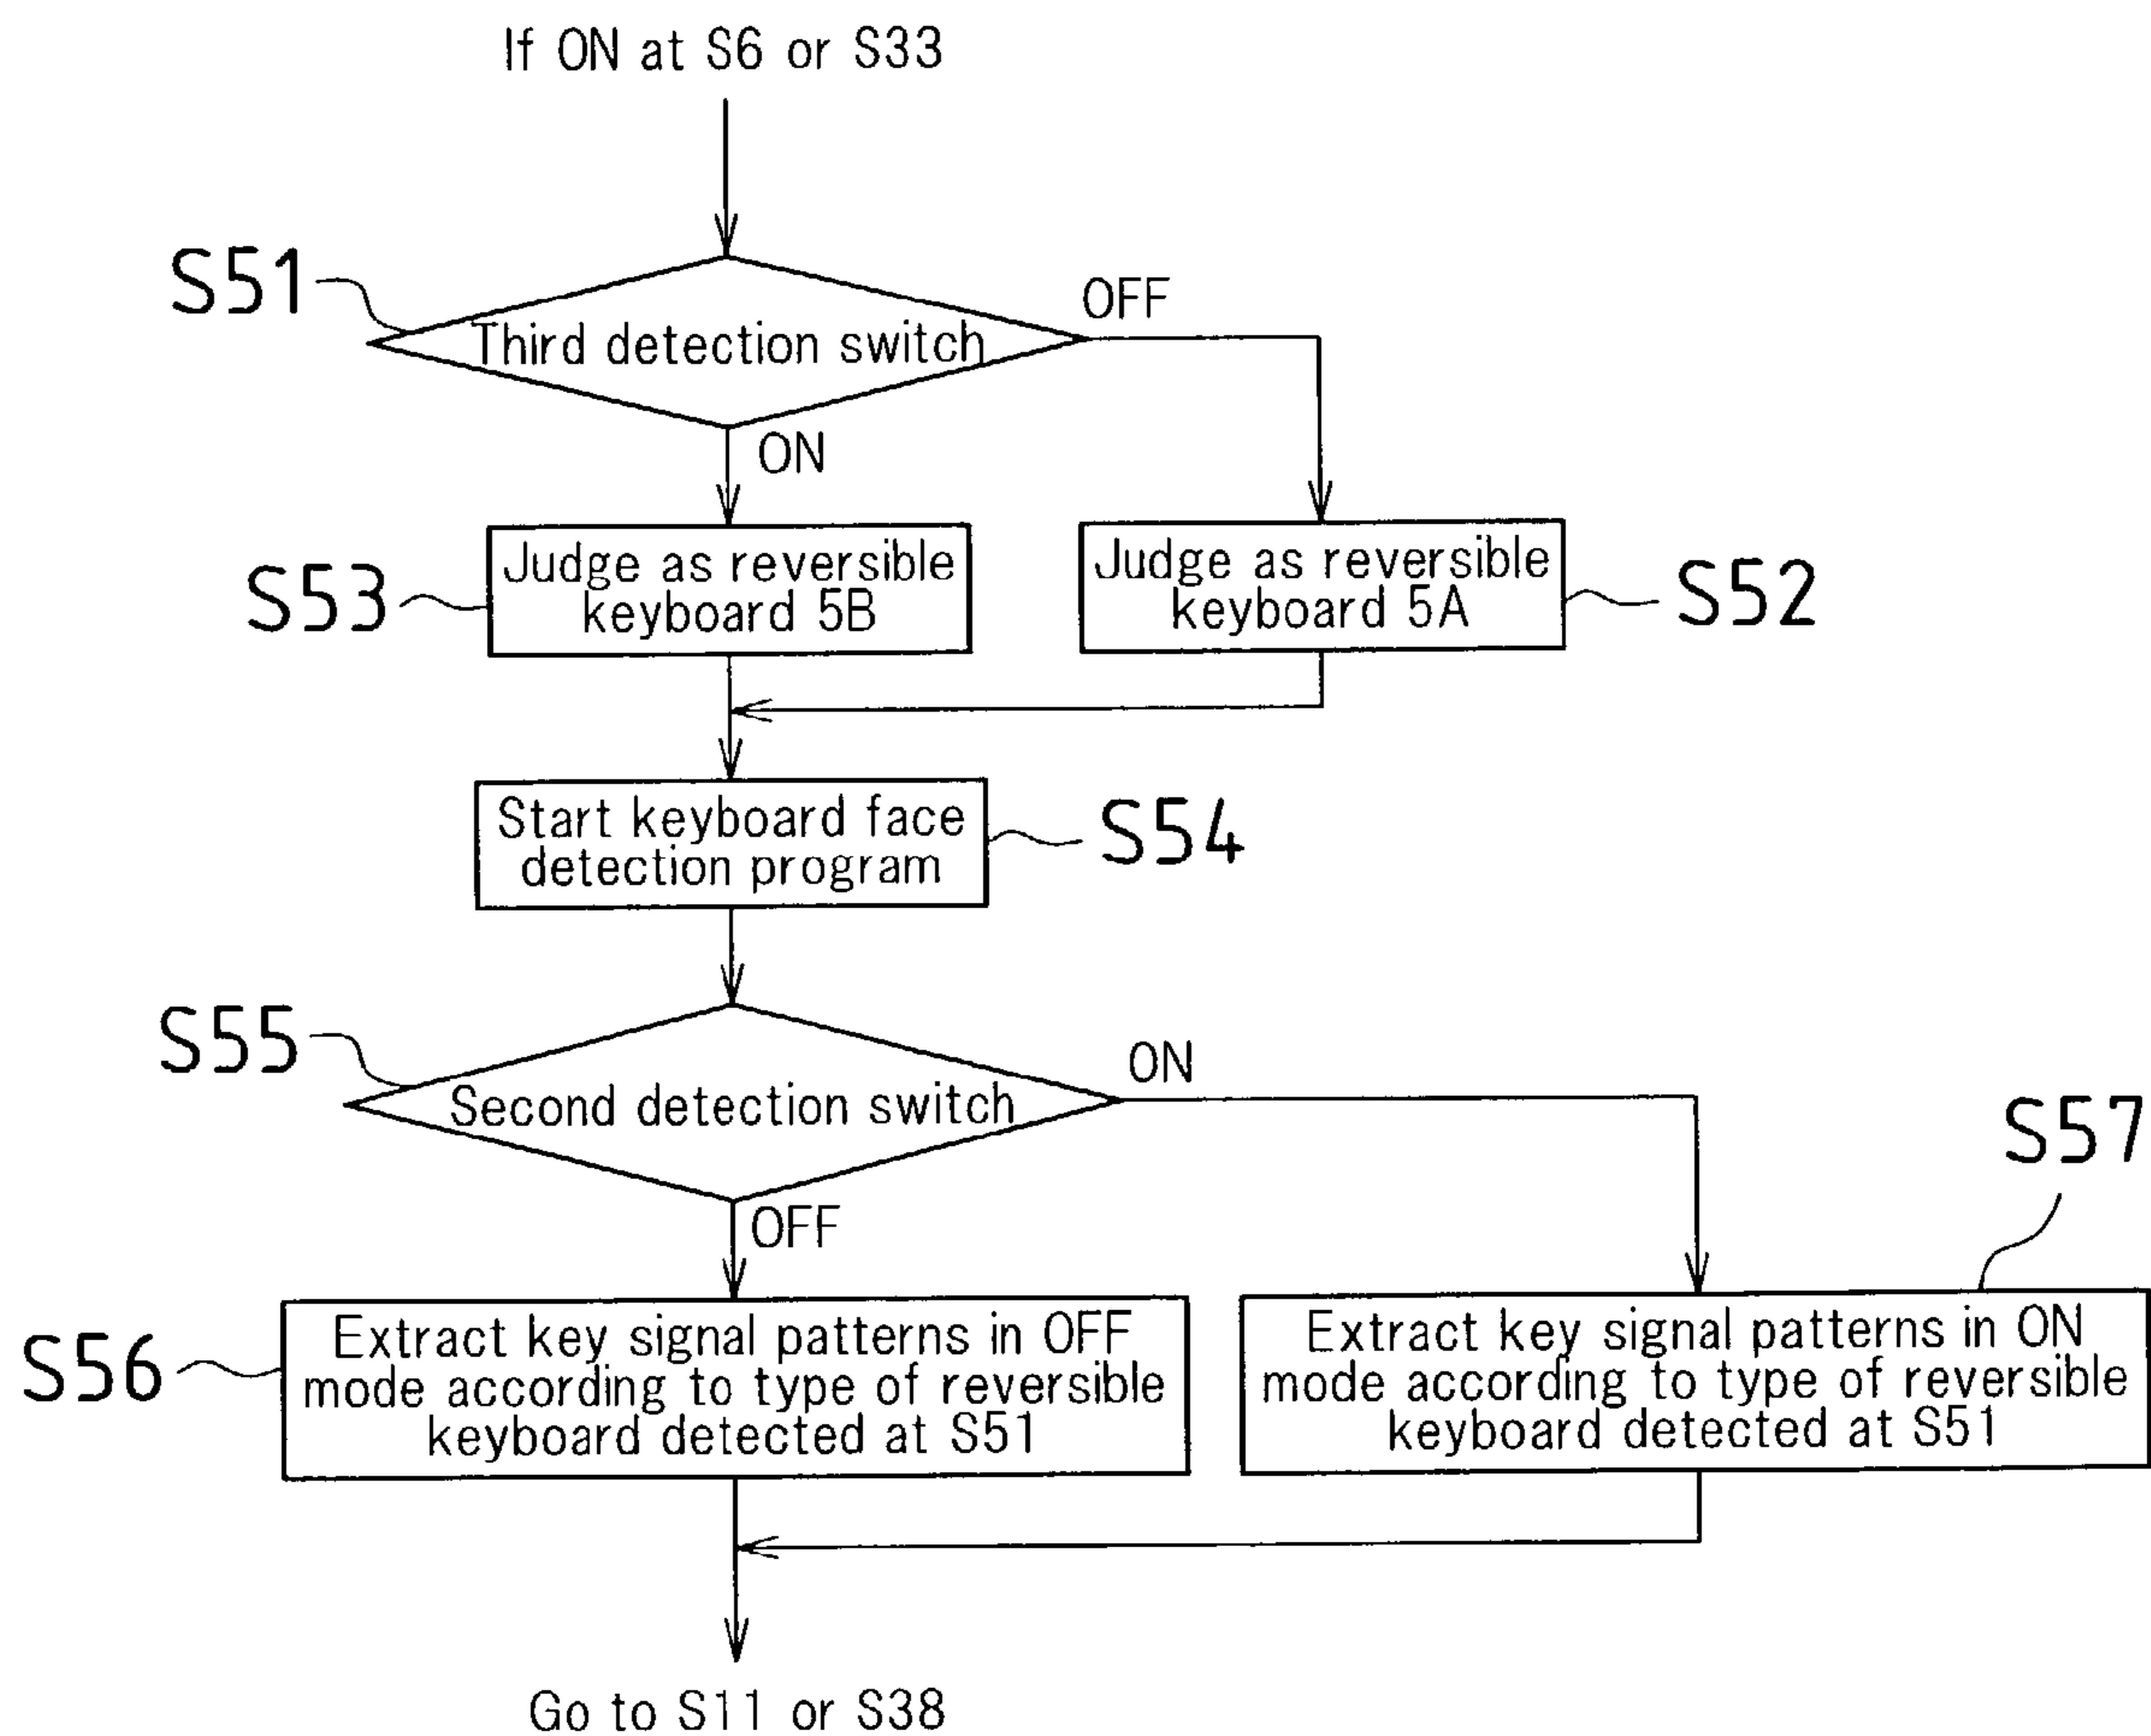 If ON at S6 or S33
S51
Third detection switch
OFF
ON
S53
Judge as reversible
keyboard 5B
Judge as reversible
keyboard 5A
S52
Start keyboard face
detection program
S54
S55
Second detection switch
ON
OFF
S57
S56
Extract key signal patterns in OFF
mode according to type of reversible
keyboard detected at S51
Extract key signal patterns in ON
mode according to type of reversible
keyboard detected at S51
Go to S11 or S38